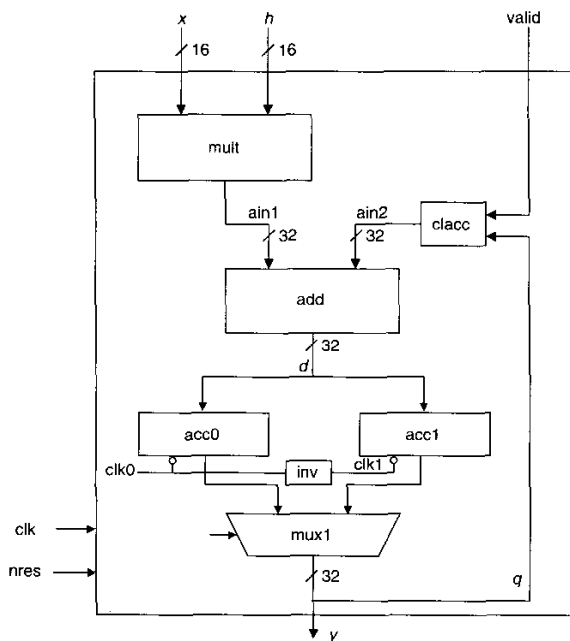 x
h
valid
16
16
mult
ain1
ain2
clacc
32
32
add
32
d
acc0
acc1
clk0
inv
clk1
clk
mux1
nres
32
q
y